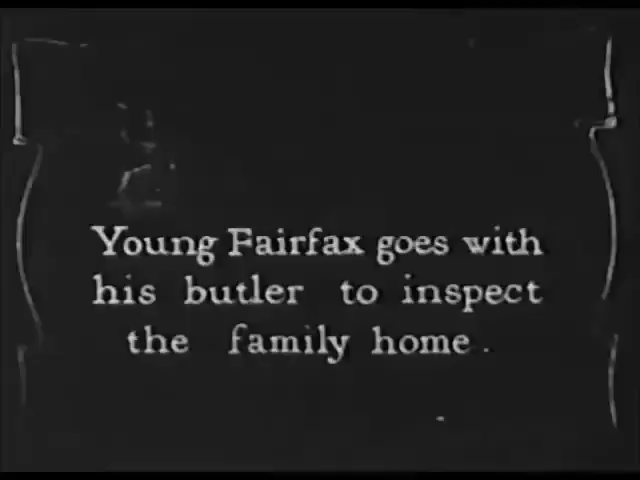 Young Fairfax goes with
his butler to inspect
the family home.